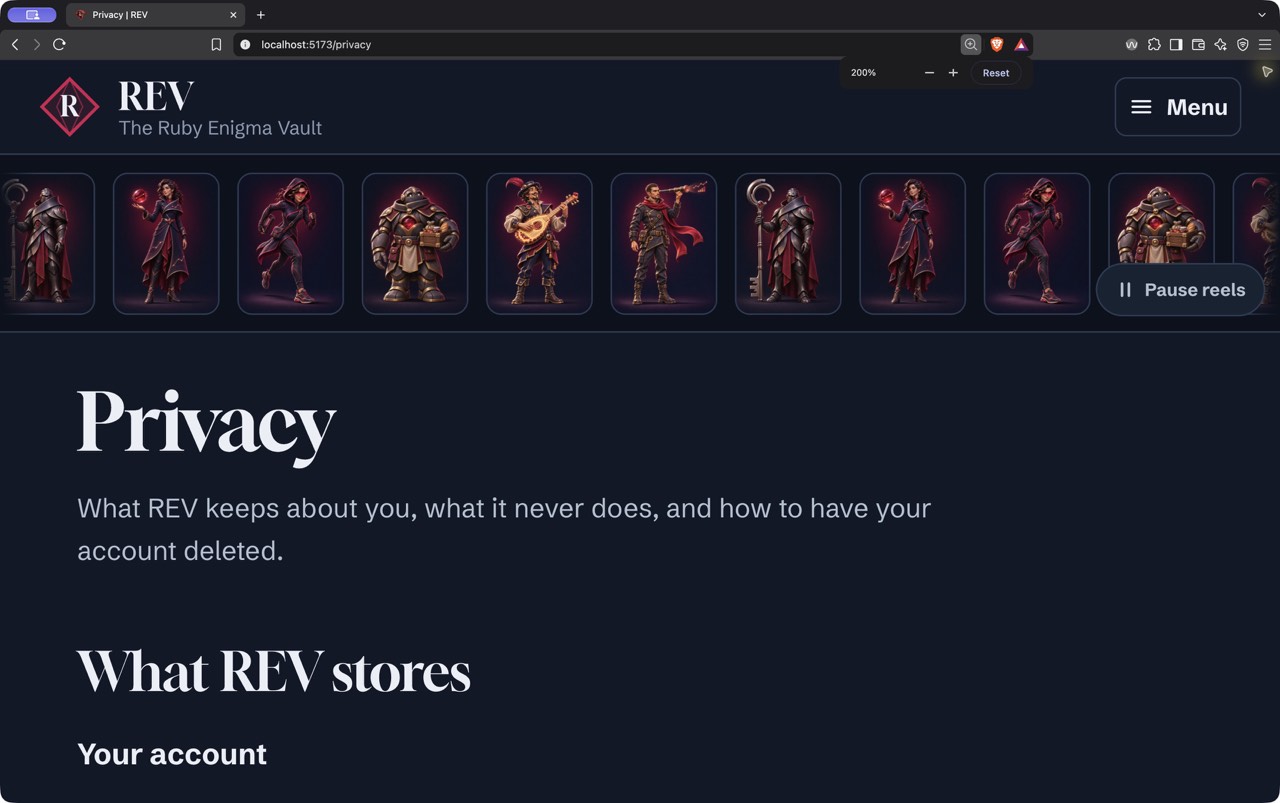 Privacy | REV
localhost:5173/privacy
200%
Reset
R
REV
The Ruby Enigma Vault
Menu
Pause reels
Privacy
What REV keeps about you, what it never does, and how to have your
account deleted.
What REV stores
Your account